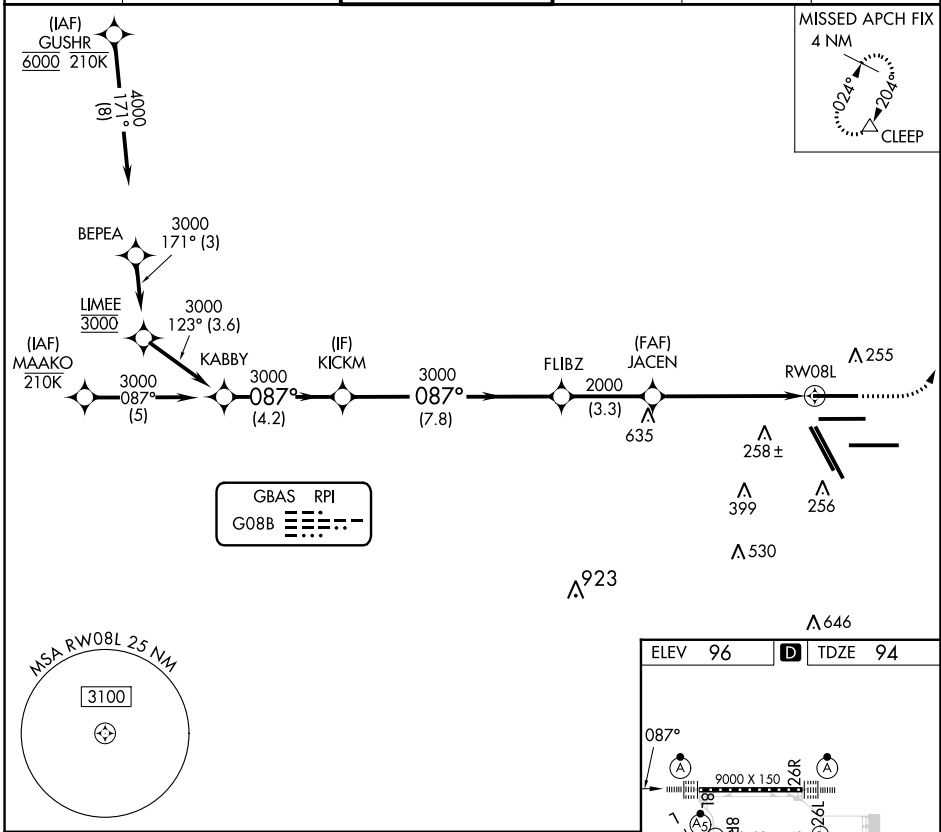 (IAF)
GUSHR
6000 210K
4000
171°
(8)
MISSED APCH FIX
4 NM
024°
204°
CLEEP
BEPEA
3000
171° (3)
LIMEE
3000
3000
123° (3.6)
(IAF)
MAAKO
210K
3000
087°
(5)
KABBY
3000
087°
(4.2)
(IF)
KICKM
3000
087°
(7.8)
FLIBZ
2000
(3.3)
(FAF)
JACEN
635
RW08L
255
258±
399
256
530
923
646
GBAS RPI
G08B
MSA RW08L 25 NM
3100
ELEV 96
D
TDZE 94
087°
A
9000 X 150
26R
A
8L
A5
8R
26L